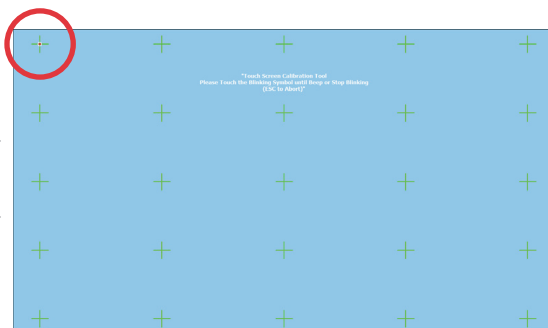 "Touch Screen Calibration Tool
Please Touch the Blinking Symbol until Beep or Stop Blinking
(ESC to Abort)"